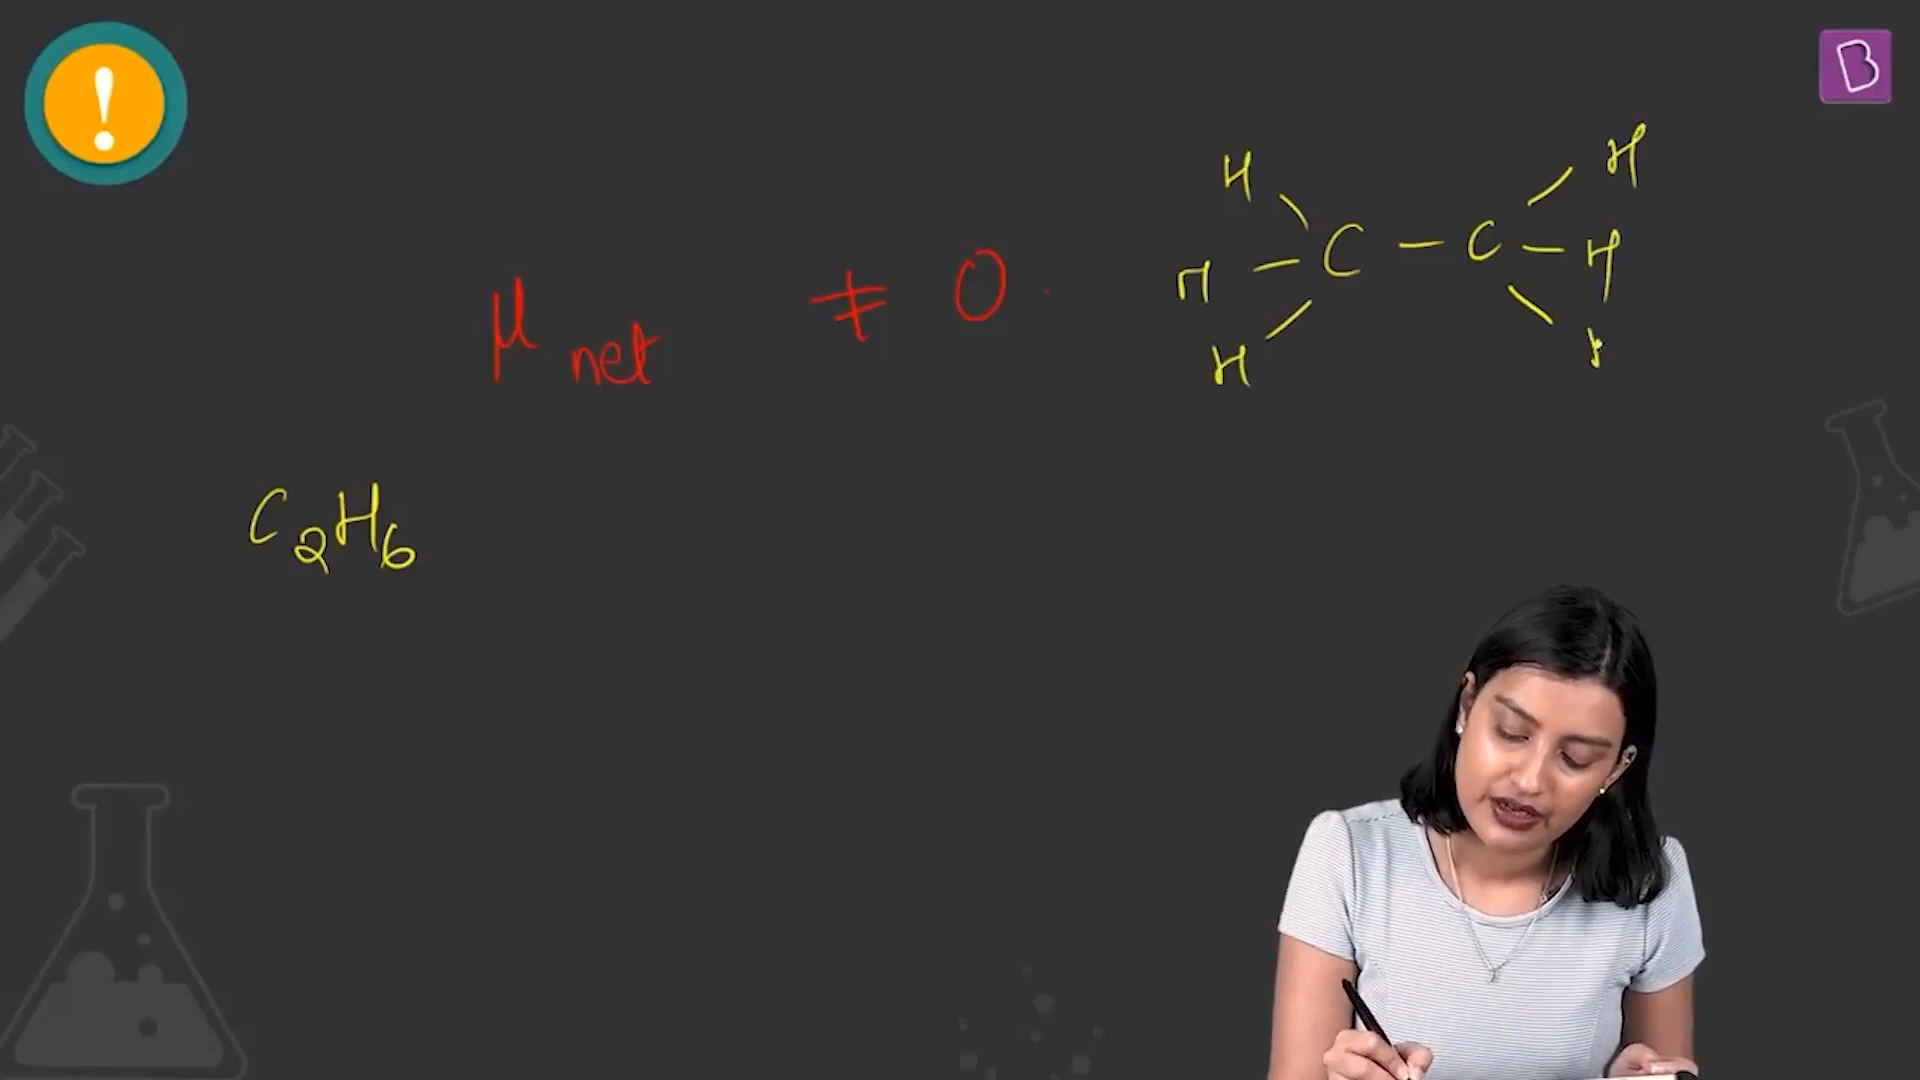 !
B
μ net ≠ 0
H H
H – C – C – H
H
C2H6